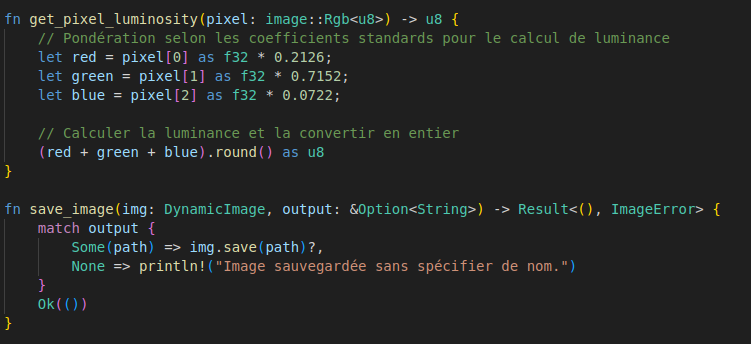 fn get_pixel_luminosity(pixel: image::Rgb<u8>) -> u8 {
    // Pondération selon les coefficients standards pour le calcul de luminance
    let red = pixel[0] as f32 * 0.2126;
    let green = pixel[1] as f32 * 0.7152;
    let blue = pixel[2] as f32 * 0.0722;

    // Calculer la luminance et la convertir en entier
    (red + green + blue).round() as u8
}

fn save_image(img: DynamicImage, output: &Option<String>) -> Result<(), ImageError> {
    match output {
        Some(path) => img.save(path)?,
        None => println!("Image sauvegardée sans spécifier de nom.")
    }
    Ok(())
}